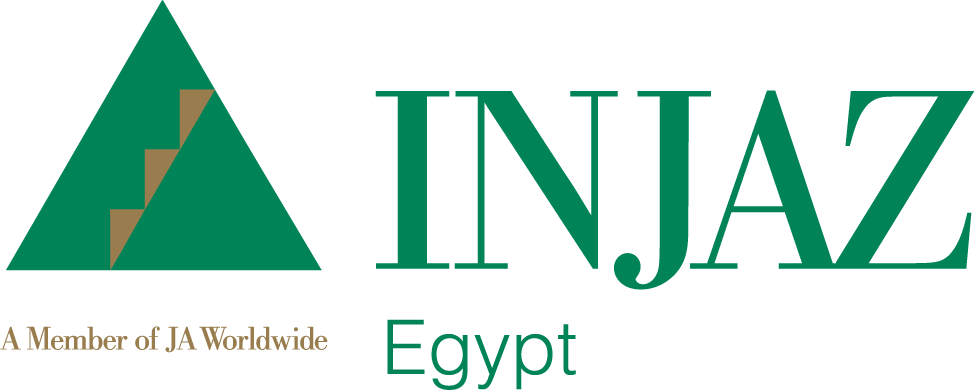 INJAZ
Egypt
A Member of JA Worldwide